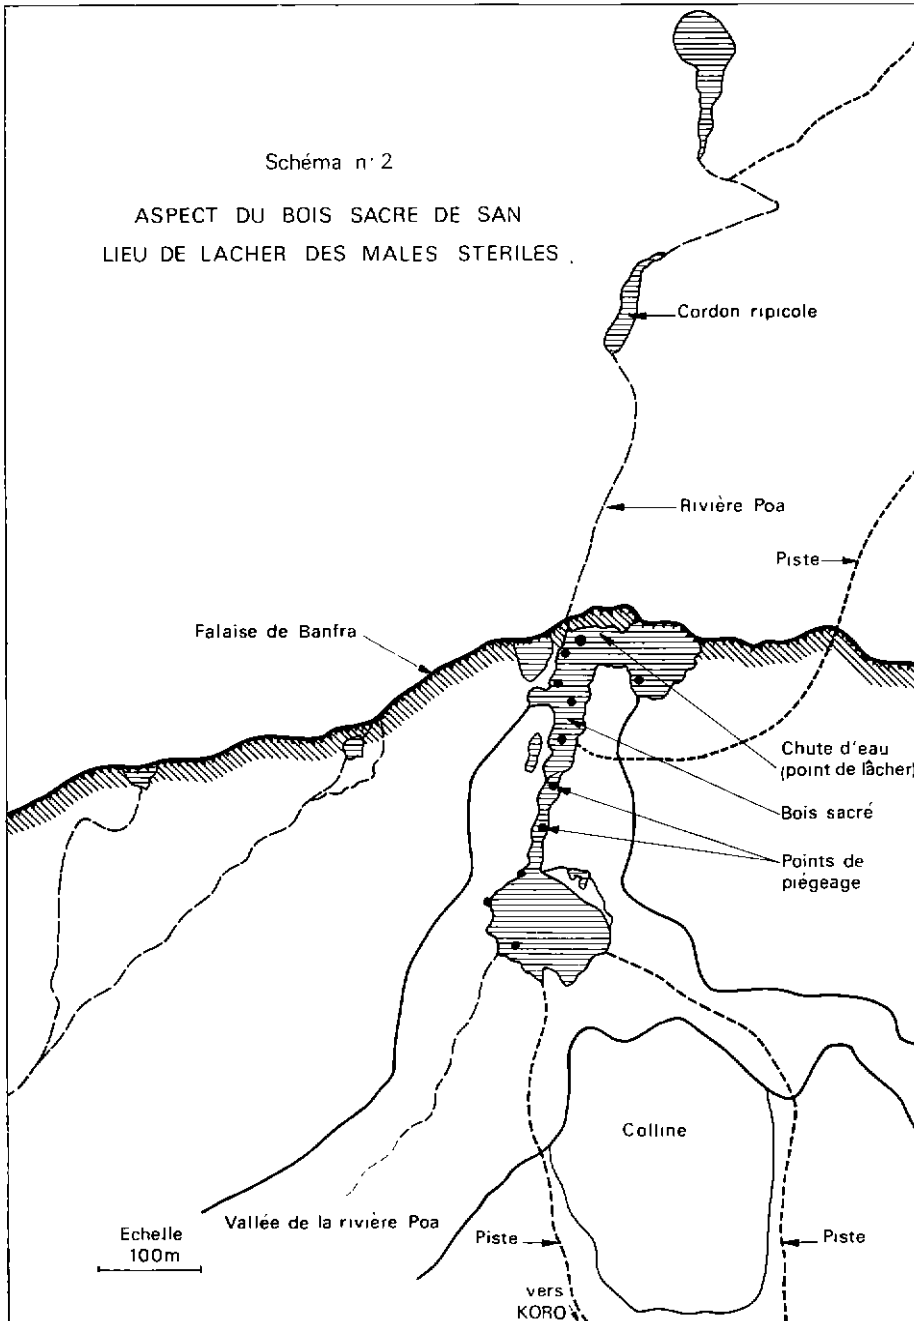 Schéma n° 2
ASPECT DU BOIS SACRE DE SAN
LIEU DE LACHER DES MALES STERILES.
Cordon ripicole
Rivière Poa
Piste
Falaise de Banfra
Chute d'eau
(point de lâcher)
Bois sacré
Points de
piégeage
Colline
Vallée de la rivière Poa
Echelle
100m
Piste
Piste
vers
KORO